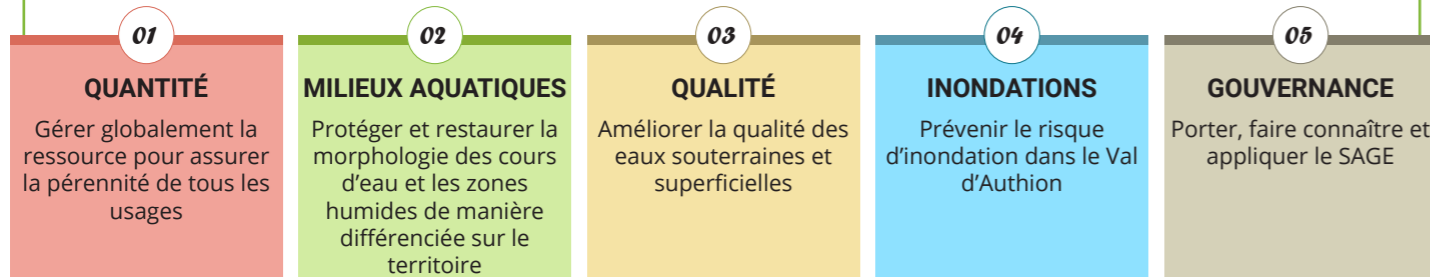 01
QUANTITÉ
Gérer globalement la
ressource pour assurer
la pérennité de tous les
usages
02
MILIEUX AQUATIQUES
Protéger et restaurer la
morphologie des cours
d'eau et les zones
humides de manière
différenciée sur le
territoire
03
QUALITÉ
Améliorer la qualité des
eaux souterraines et
superficielles
04
INONDATIONS
Prévenir le risque
d'inondation dans le Val
d'Authion
05
GOUVERNANCE
Porter, faire connaître et
appliquer le SAGE